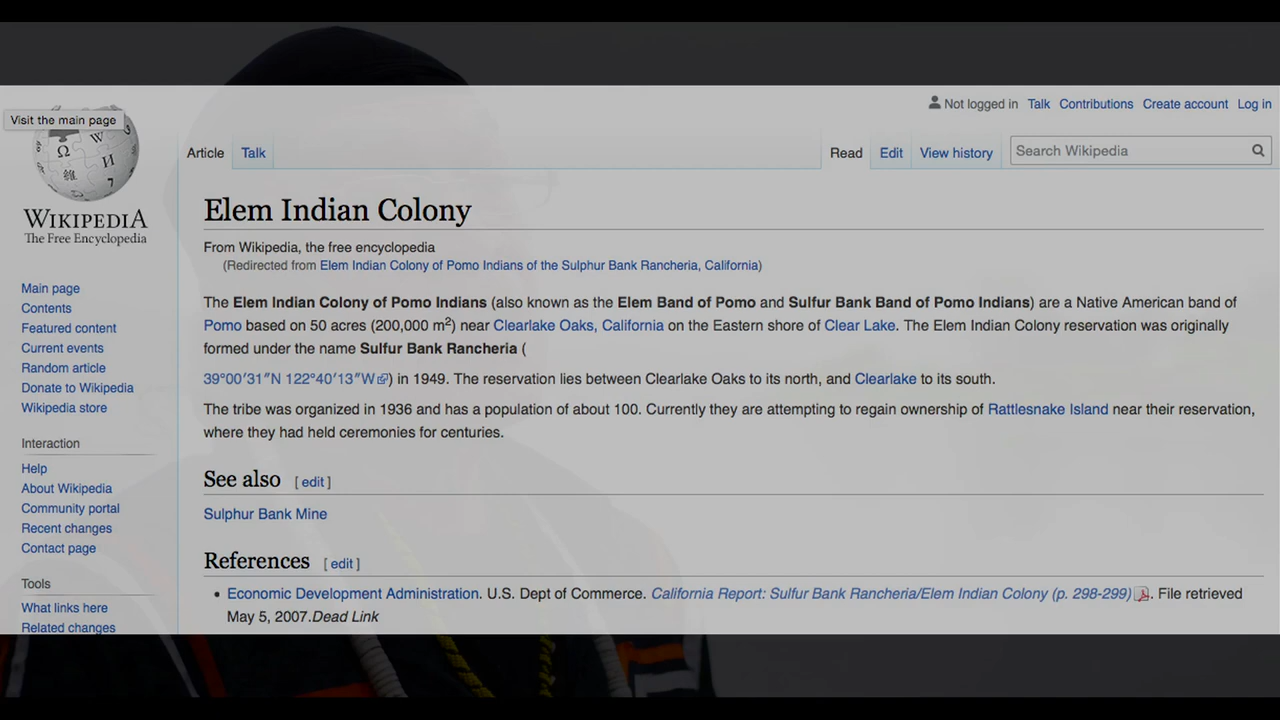 Not logged in Talk Contributions Create account Log in
Visit the main page
Article Talk Read Edit View history Search Wikipedia
WIKIPEDIA
The Free Encyclopedia
Main page
Contents
Featured content
Current events
Random article
Donate to Wikipedia
Wikipedia store
Interaction
Help
About Wikipedia
Community portal
Recent changes
Contact page
Tools
What links here
Related changes
Elem Indian Colony
From Wikipedia, the free encyclopedia
(Redirected from Elem Indian Colony of Pomo Indians of the Sulphur Bank Rancheria, California)
The Elem Indian Colony of Pomo Indians (also known as the Elem Band of Pomo and Sulfur Bank Band of Pomo Indians) are a Native American band of
Pomo based on 50 acres (200,000 m²) near Clearlake Oaks, California on the Eastern shore of Clear Lake. The Elem Indian Colony reservation was originally
formed under the name Sulfur Bank Rancheria (
39°00′31″N 122°40′13″W) in 1949. The reservation lies between Clearlake Oaks to its north, and Clearlake to its south.
The tribe was organized in 1936 and has a population of about 100. Currently they are attempting to regain ownership of Rattlesnake Island near their reservation,
where they had held ceremonies for centuries.
See also [ edit ]
Sulphur Bank Mine
References [ edit ]
• Economic Development Administration. U.S. Dept of Commerce. California Report: Sulfur Bank Rancheria/Elem Indian Colony (p. 298-299). File retrieved
May 5, 2007.Dead Link